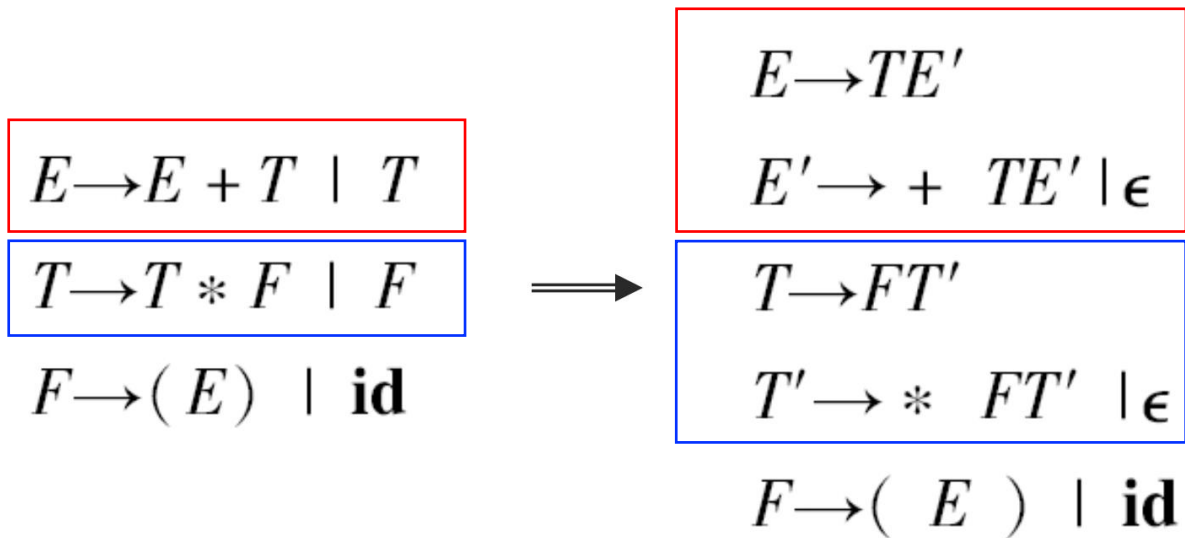 E→E + T | T
T→T * F | F
F→( E ) | id
E→TE′
E′→ + TE′ | ϵ
T→FT′
T′→ * FT′ | ϵ
F→( E ) | id